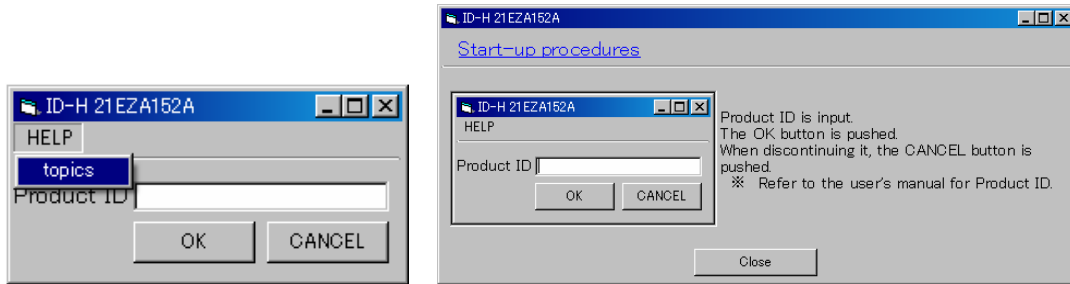 ID-H 21EZA152A
HELP
topics
Product ID
OK CANCEL
ID-H 21EZA152A
Start-up procedures
ID-H 21EZA152A
HELP
Product ID
OK CANCEL
Product ID is input.
The OK button is pushed.
When discontinuing it, the CANCEL button is
pushed.
※ Refer to the user's manual for Product ID.
Close